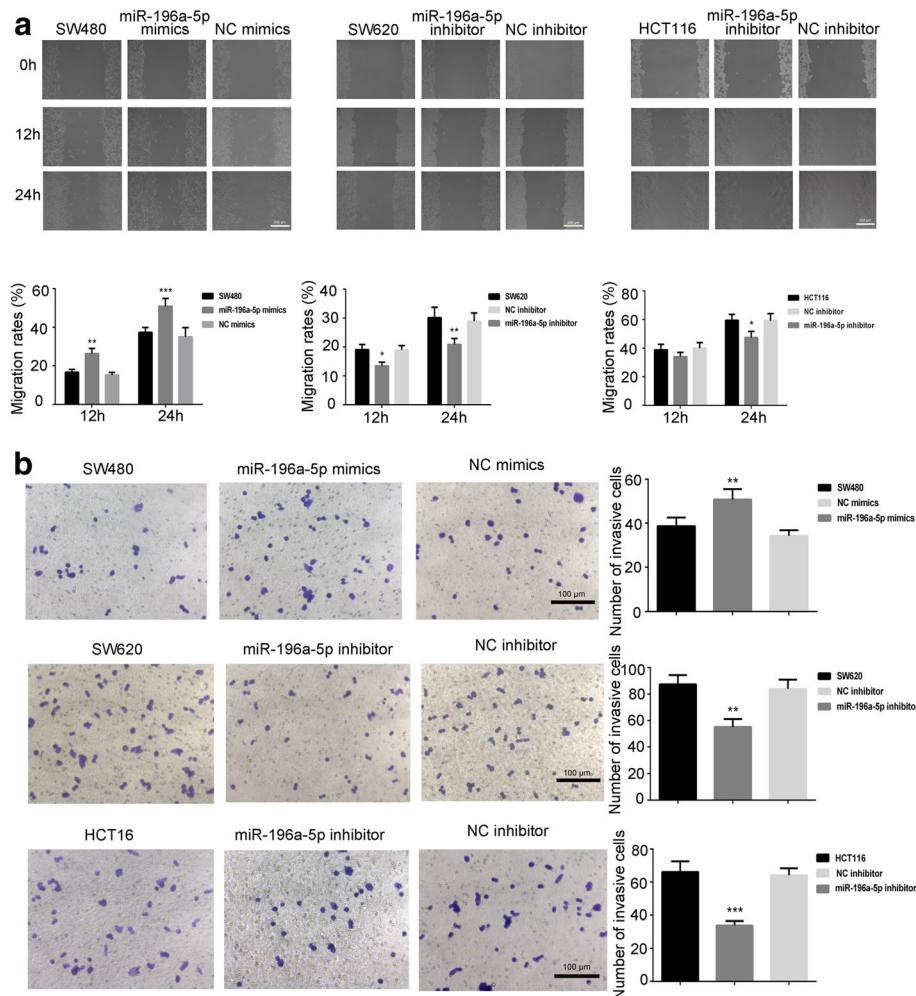 a
SW480 miR-196a-5p mimics NC mimics
SW620 miR-196a-5p inhibitor NC inhibitor
HCT116 miR-196a-5p inhibitor NC inhibitor
0h
12h
24h
Migration rates (%)
60
40
20
0
** ***
12h 24h
SW480
miR-196a-5p mimics
NC mimics
Migration rates (%)
40
30
20
10
0
* **
12h 24h
SW620
NC inhibitor
miR-196a-5p inhibitor
Migration rates (%)
80
60
40
20
0
*
12h 24h
HCT116
NC inhibitor
miR-196a-5p inhibitor
b
SW480 miR-196a-5p mimics NC mimics
100 µm
Number of invasive cells
60
40
20
0
**
SW480
NC mimics
miR-196a-5p mimics
SW620 miR-196a-5p inhibitor NC inhibitor
100 µm
Number of invasive cells
100
80
60
40
20
0
**
SW620
NC inhibitor
miR-196a-5p inhibito
HCT16 miR-196a-5p inhibitor NC inhibitor
100 µm
Number of invasive cells
80
60
40
20
0
***
HCT116
NC inhibitor
miR-196a-5p inhibitor